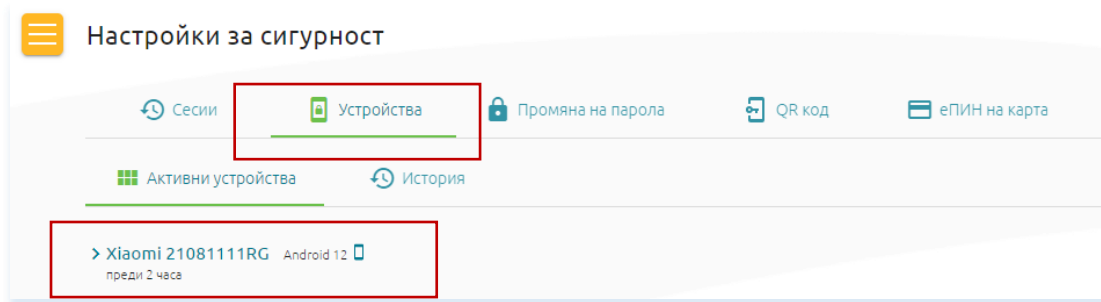 Настройки за сигурност
Сесии Устройства Промяна на парола QR код еПИН на карта
Активни устройства История
Xiaomi 21081111RG Android 12
преди 2 часа